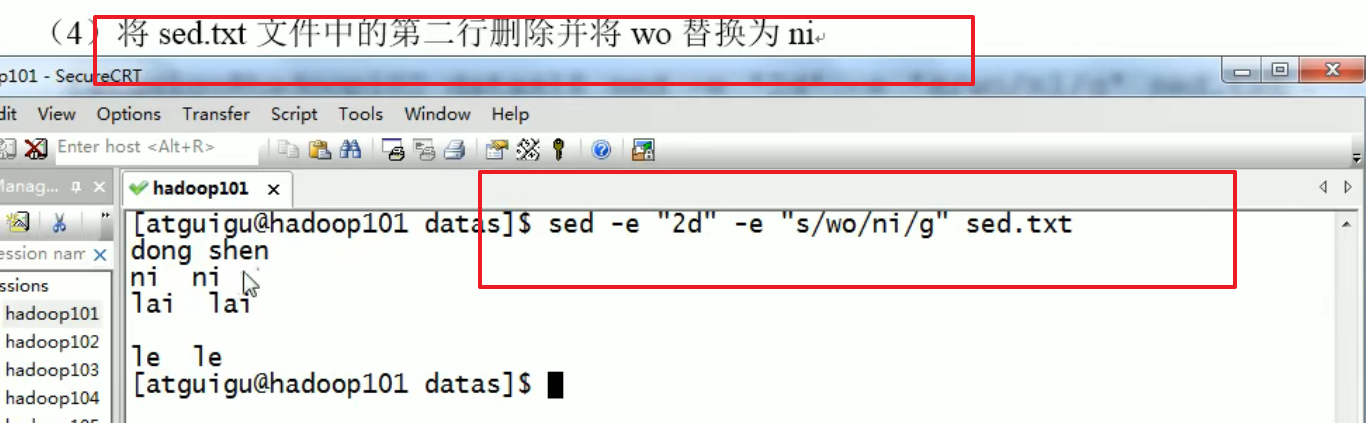 （4）将 sed.txt 文件中的第二行删除并将 wo 替换为 ni
p101 - SecureCRT
dit View Options Transfer Script Tools Window Help
Enter host <Alt+R>
Manag...
hadoop101
[atguigu@hadoop101 datas]$ sed -e "2d" -e "s/wo/ni/g" sed.txt
dong shen
ession nam
ni ni
ssions
lai lai
hadoop101
hadoop102
le le
hadoop103
[atguigu@hadoop101 datas]$
hadoop104